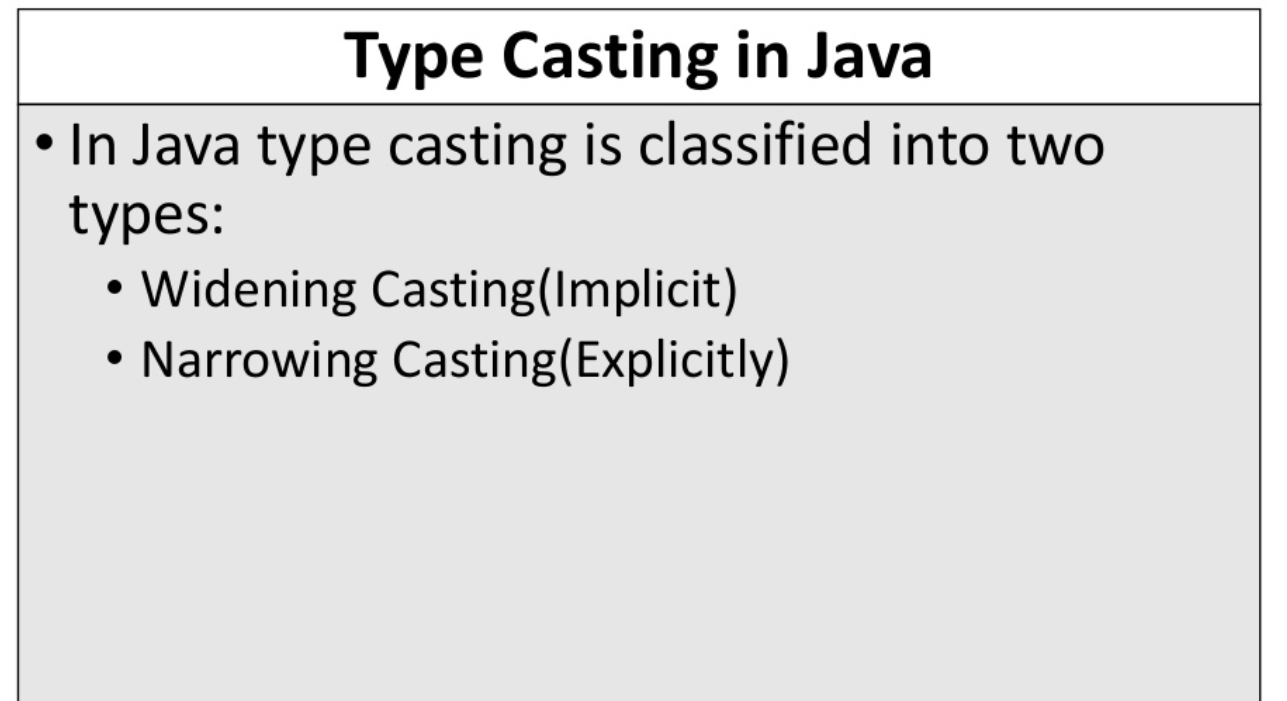 Type Casting in Java
• In Java type casting is classified into two
types:
• Widening Casting(Implicit)
• Narrowing Casting(Explicitly)